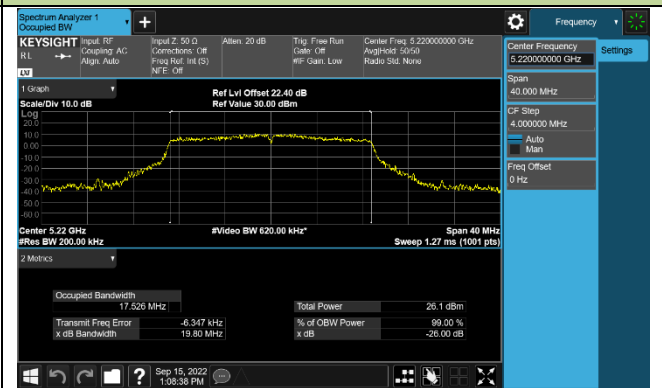 Spectrum Analyzer 1
Occupied BW
+
Frequency
KEYSIGHT
RL
LXI
Input: RF
Coupling: AC
Align: Auto
Input Z: 50 Ω
Corrections: Off
Freq Ref: Int (S)
NFE: Off
Atten: 20 dB
Trig: Free Run
Gate: Off
#IF Gain: Low
Center Freq: 5.220000000 GHz
Avg|Hold: 50/50
Radio Std: None
Center Frequency
5.220000000 GHz
Settings
Span
40.000 MHz
CF Step
4.000000 MHz
Auto
Man
Freq Offset
0 Hz
1 Graph
Scale/Div 10.0 dB
Ref Lvl Offset 22.40 dB
Ref Value 30.00 dBm
Log
20.0
10.0
0.00
-10.0
-20.0
-30.0
-40.0
-50.0
-60.0
Center 5.22 GHz
#Video BW 620.00 kHz*
Span 40 MHz
#Res BW 200.00 kHz
Sweep 1.27 ms (1001 pts)
2 Metrics
Occupied Bandwidth
17.526 MHz
Total Power
26.1 dBm
Transmit Freq Error
-6.347 kHz
% of OBW Power
99.00 %
x dB Bandwidth
19.80 MHz
x dB
-26.00 dB
?
Sep 15, 2022
1:08:38 PM